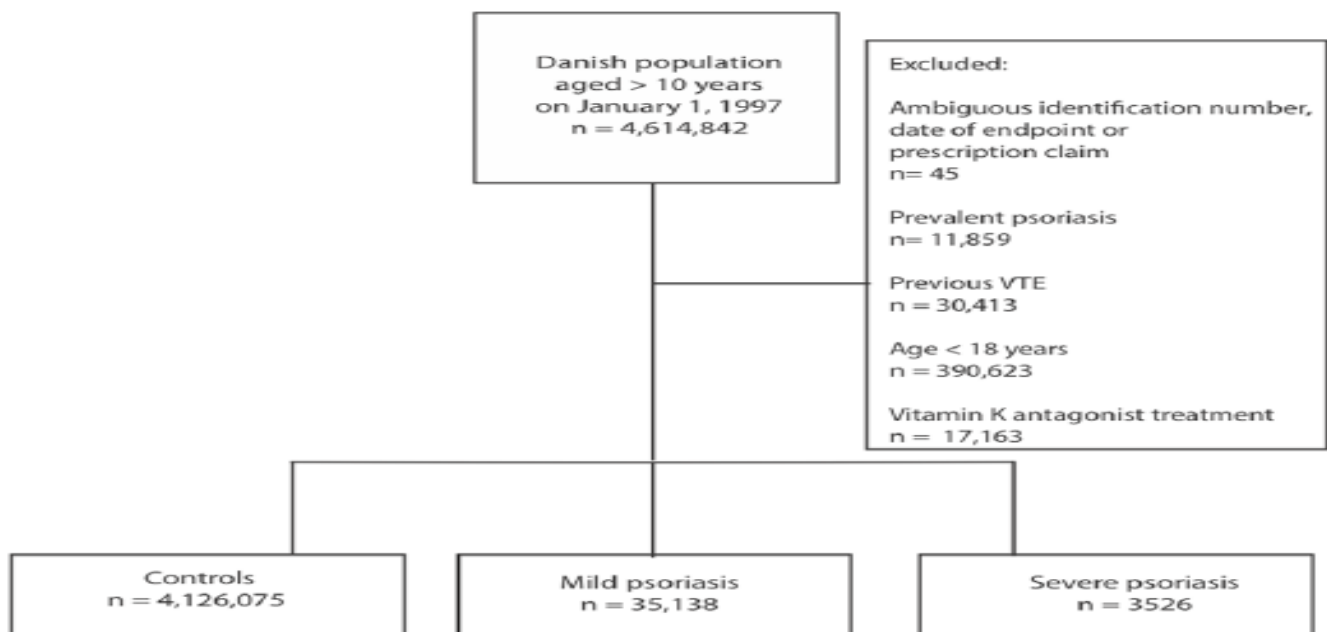 Danish population
aged > 10 years
on January 1, 1997
n = 4,614,842
Excluded:
Ambiguous identification number,
date of endpoint or
prescription claim
n= 45
Prevalent psoriasis
n= 11,859
Previous VTE
n = 30,413
Age < 18 years
n = 390,623
Vitamin K antagonist treatment
n = 17,163
Controls
n = 4,126,075
Mild psoriasis
n = 35,138
Severe psoriasis
n = 3526